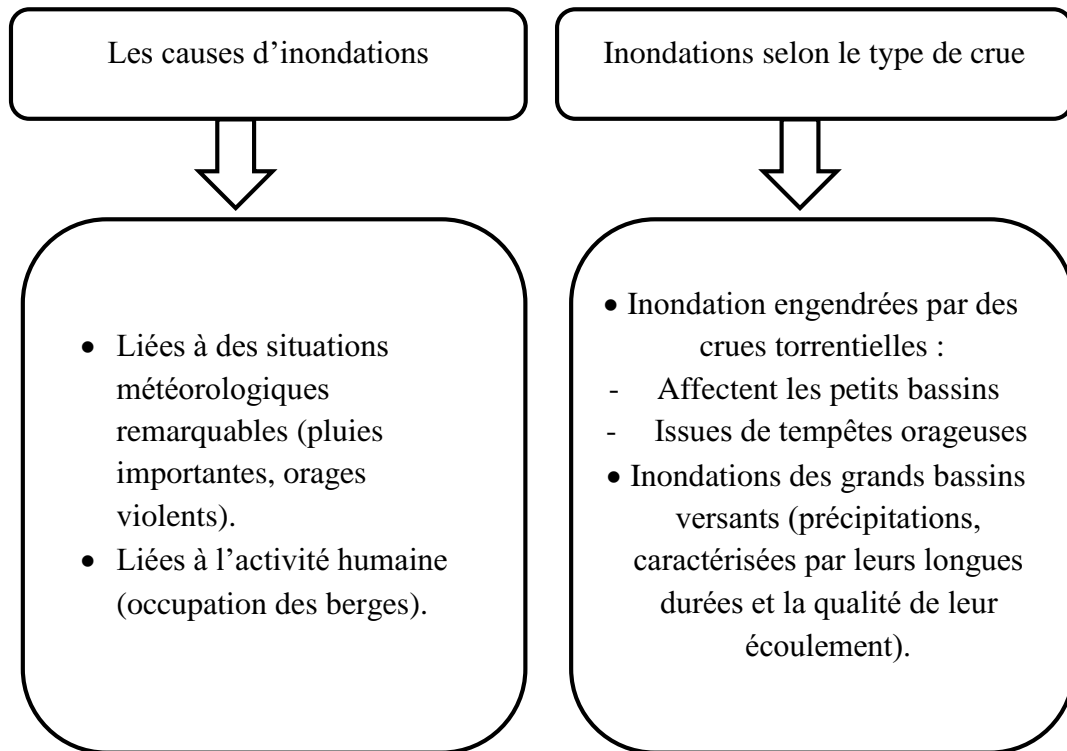 Les causes d’inondations
Inondations selon le type de crue
• Liées à des situations
météorologiques
remarquables (pluies
importantes, orages
violents).
• Liées à l’activité humaine
(occupation des berges).
• Inondation engendrées par des
crues torrentielles :
- Affectent les petits bassins
- Issues de tempêtes orageuses
• Inondations des grands bassins
versants (précipitations,
caractérisées par leurs longues
durées et la qualité de leur
écoulement).